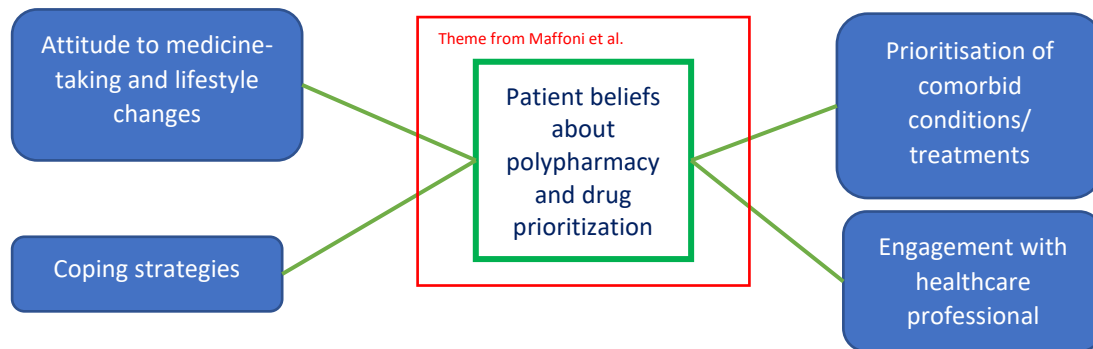 Attitude to medicine-
taking and lifestyle
changes
Coping strategies
Theme from Maffoni et al.
Patient beliefs
about
polypharmacy
and drug
prioritization
Prioritisation of
comorbid
conditions/
treatments
Engagement with
healthcare
professional